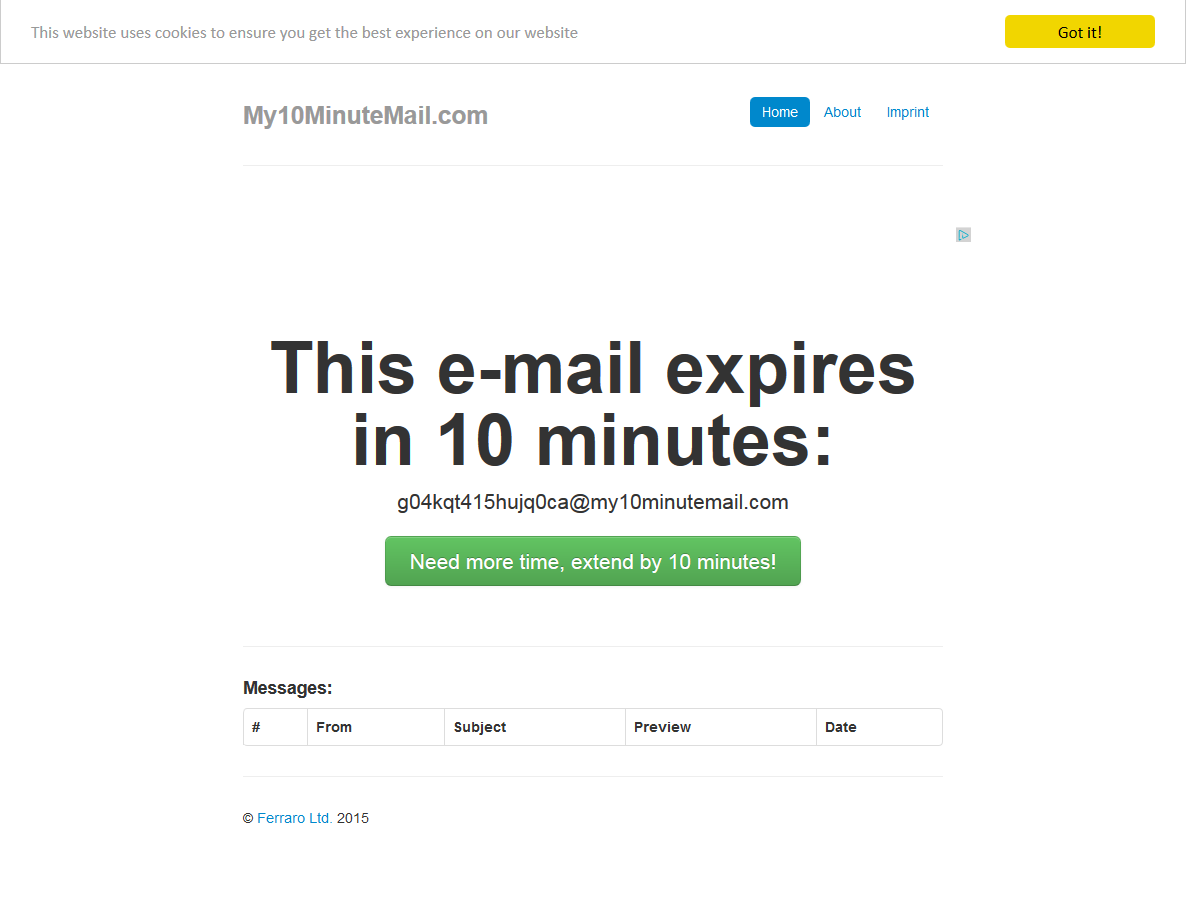 This website uses cookies to ensure you get the best experience on our website
Got it!
My10MinuteMail.com
Home
About
Imprint
This e-mail expires
in 10 minutes:
g04kqt415hujq0ca@my10minutemail.com
Need more time, extend by 10 minutes!
Messages:
# From Subject Preview Date
© Ferraro Ltd. 2015